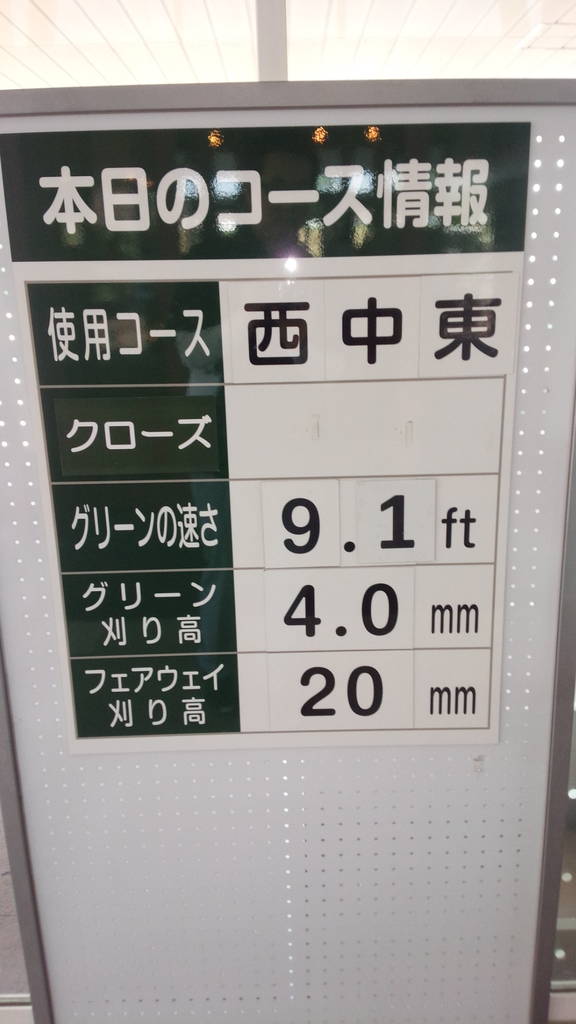 本日のコース情報
使用コース 西 中 東
クローズ
グリーンの速さ 9.1 ft
グリーン
刈り高 4.0 mm
フェアウェイ
刈り高 20 mm